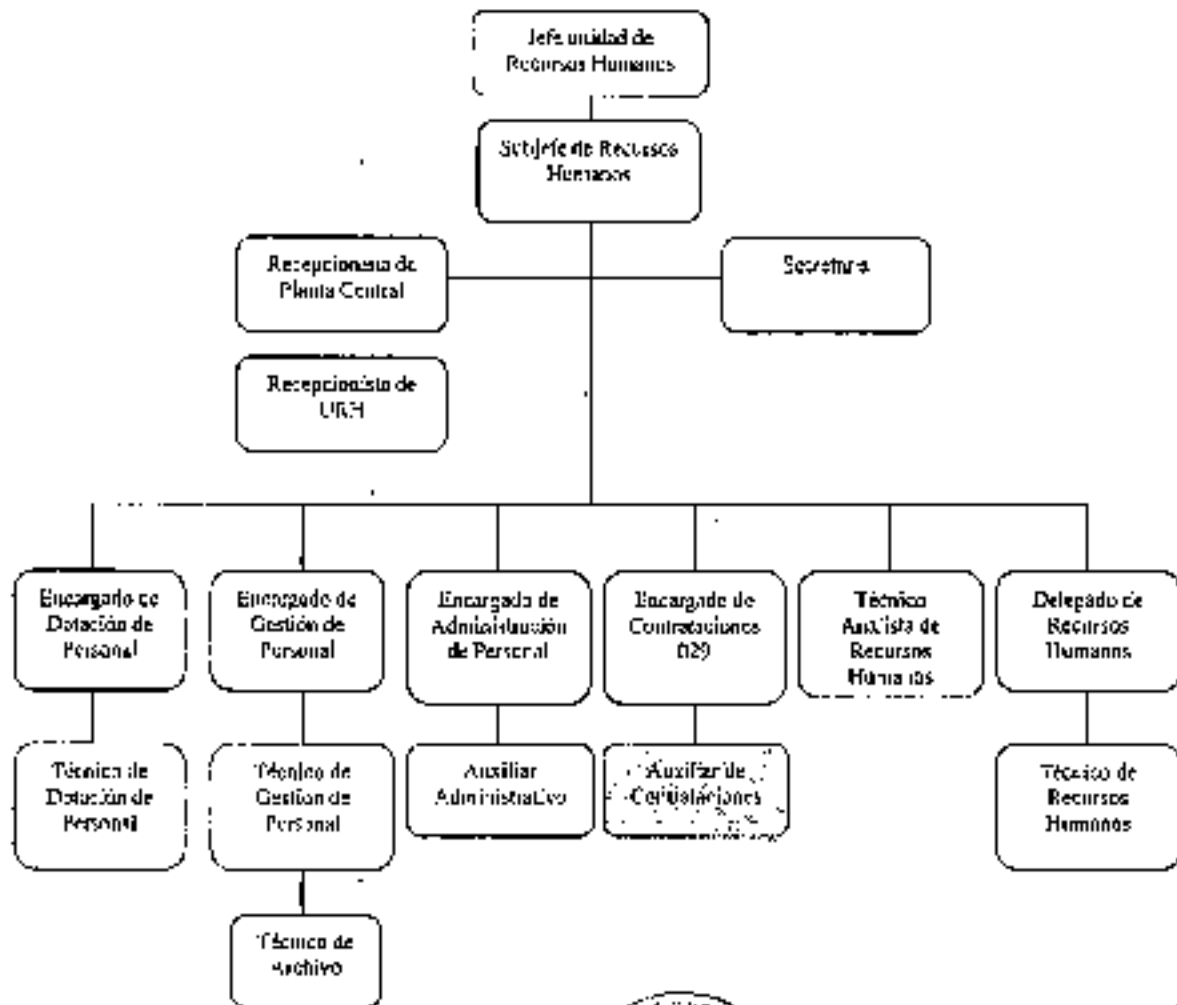 Jefe unidad de
Recursos Humanos
Subjefe de Recursos
Humanos
Recepcionista de
Planta Central
Secretaria
Recepcionista de
URH
Encargado de
Dotación de
Personal
Encargado de
Gestión de
Personal
Encargado de
Administración
de Personal
Encargado de
Contrataciones
029
Técnico
Analista de
Recursos
Humanos
Delegado de
Recursos
Humanos
Técnico de
Dotación de
Personal
Técnico de
Gestión de
Personal
Auxiliar
Administrativo
Auxiliar de
Contrataciones
Técnico de
Recursos
Humanos
Técnico de
Archivo